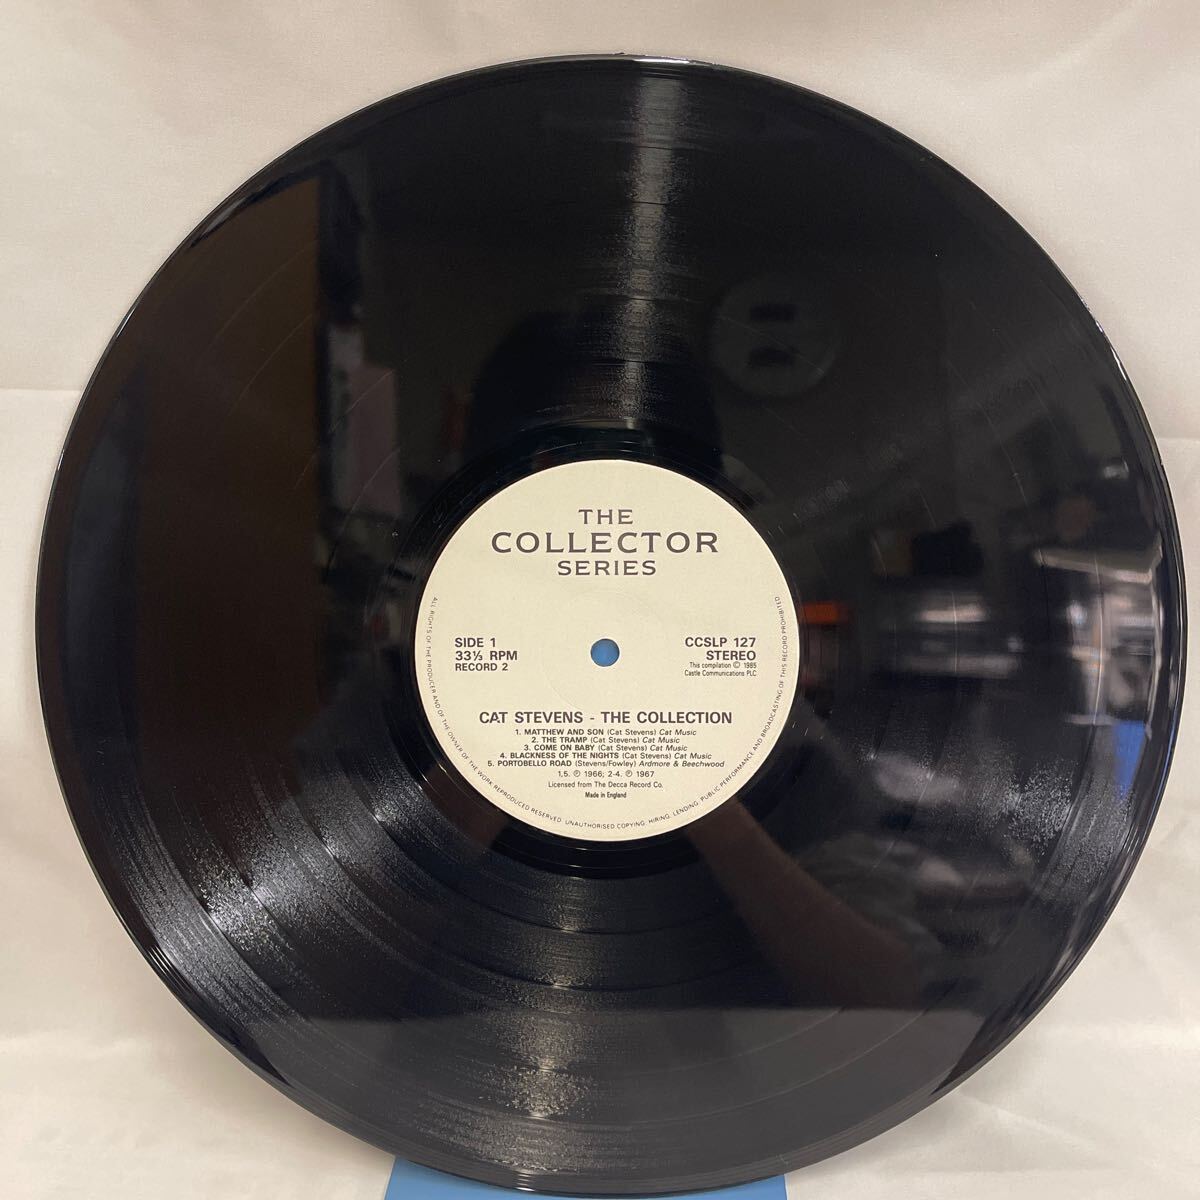 THE
COLLECTOR
SERIES
SIDE 1
33⅓ RPM
RECORD 2
CCSLP 127
STEREO
This compilation © 1985
Castle Communications PLC
CAT STEVENS - THE COLLECTION
1. MATTHEW AND SON (Cat Stevens) Cat Music
2. THE TRAMP (Cat Stevens) Cat Music
3. COME ON BABY (Cat Stevens) Cat Music
4. BLACKNESS OF THE NIGHTS (Cat Stevens) Cat Music
5. PORTOBELLO ROAD (Stevens/Fowley) Ardmore & Beechwood
1,5. ℗ 1966; 2-4. ℗ 1967
Licensed from The Decca Record Co.
Made in England
ALL RIGHTS OF THE PRODUCER AND OF THE OWNER OF THE WORK REPRODUCED RESERVED. UNAUTHORISED COPYING, HIRING, LENDING, PUBLIC PERFORMANCE AND BROADCASTING OF THIS RECORD PROHIBITED